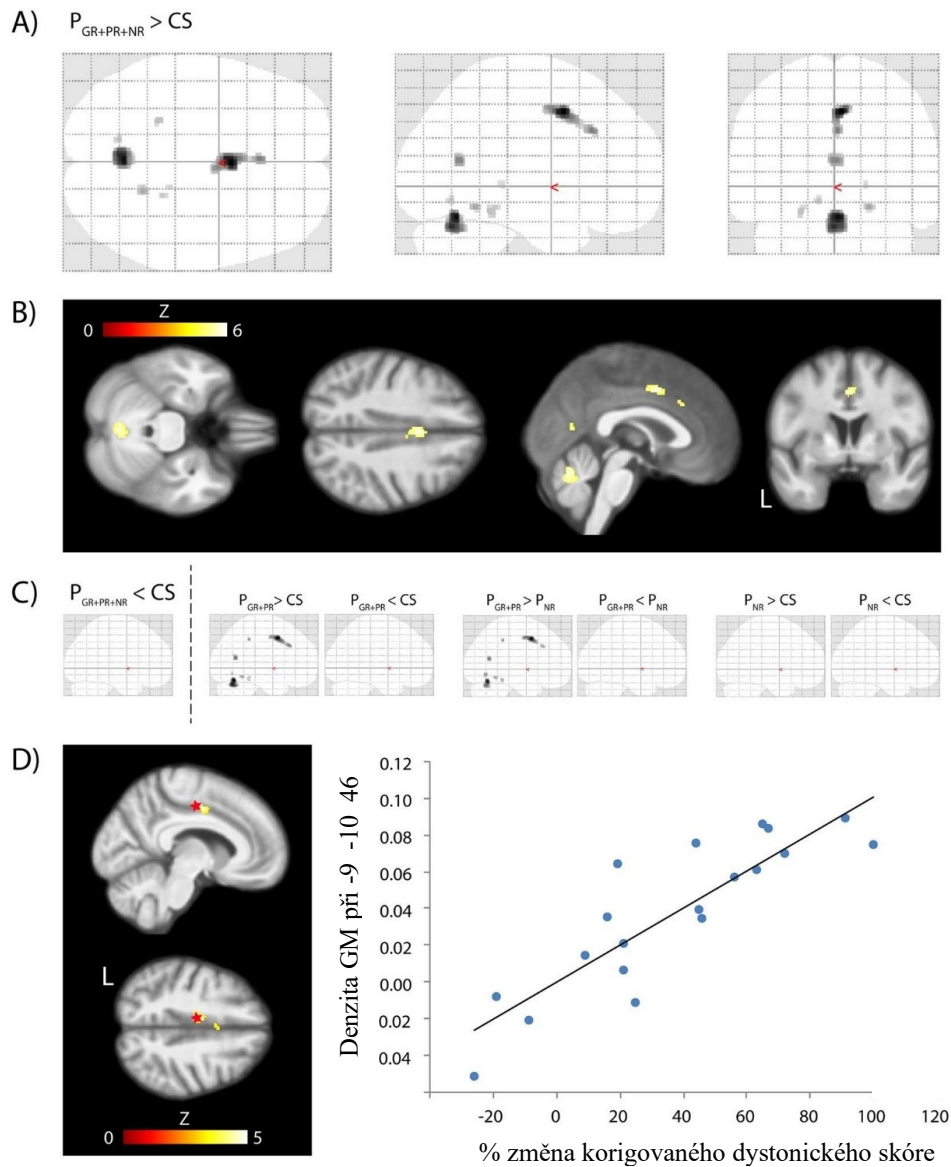 A)
P GR+PR+NR > CS
B)
Z
0 6
L
C)
P GR+PR+NR < CS
P GR+PR > CS
P GR+PR < CS
P GR+PR > P NR
P GR+PR < P NR
P NR > CS
P NR < CS
D)
L
Z
0 5
Denzita GM při -9 -10 46
0.12
0.10
0.08
0.06
0.04
0.02
0.00
0.02
0.04
-20 0 20 40 60 80 100 120
% změna korigovaného dystonického skóre